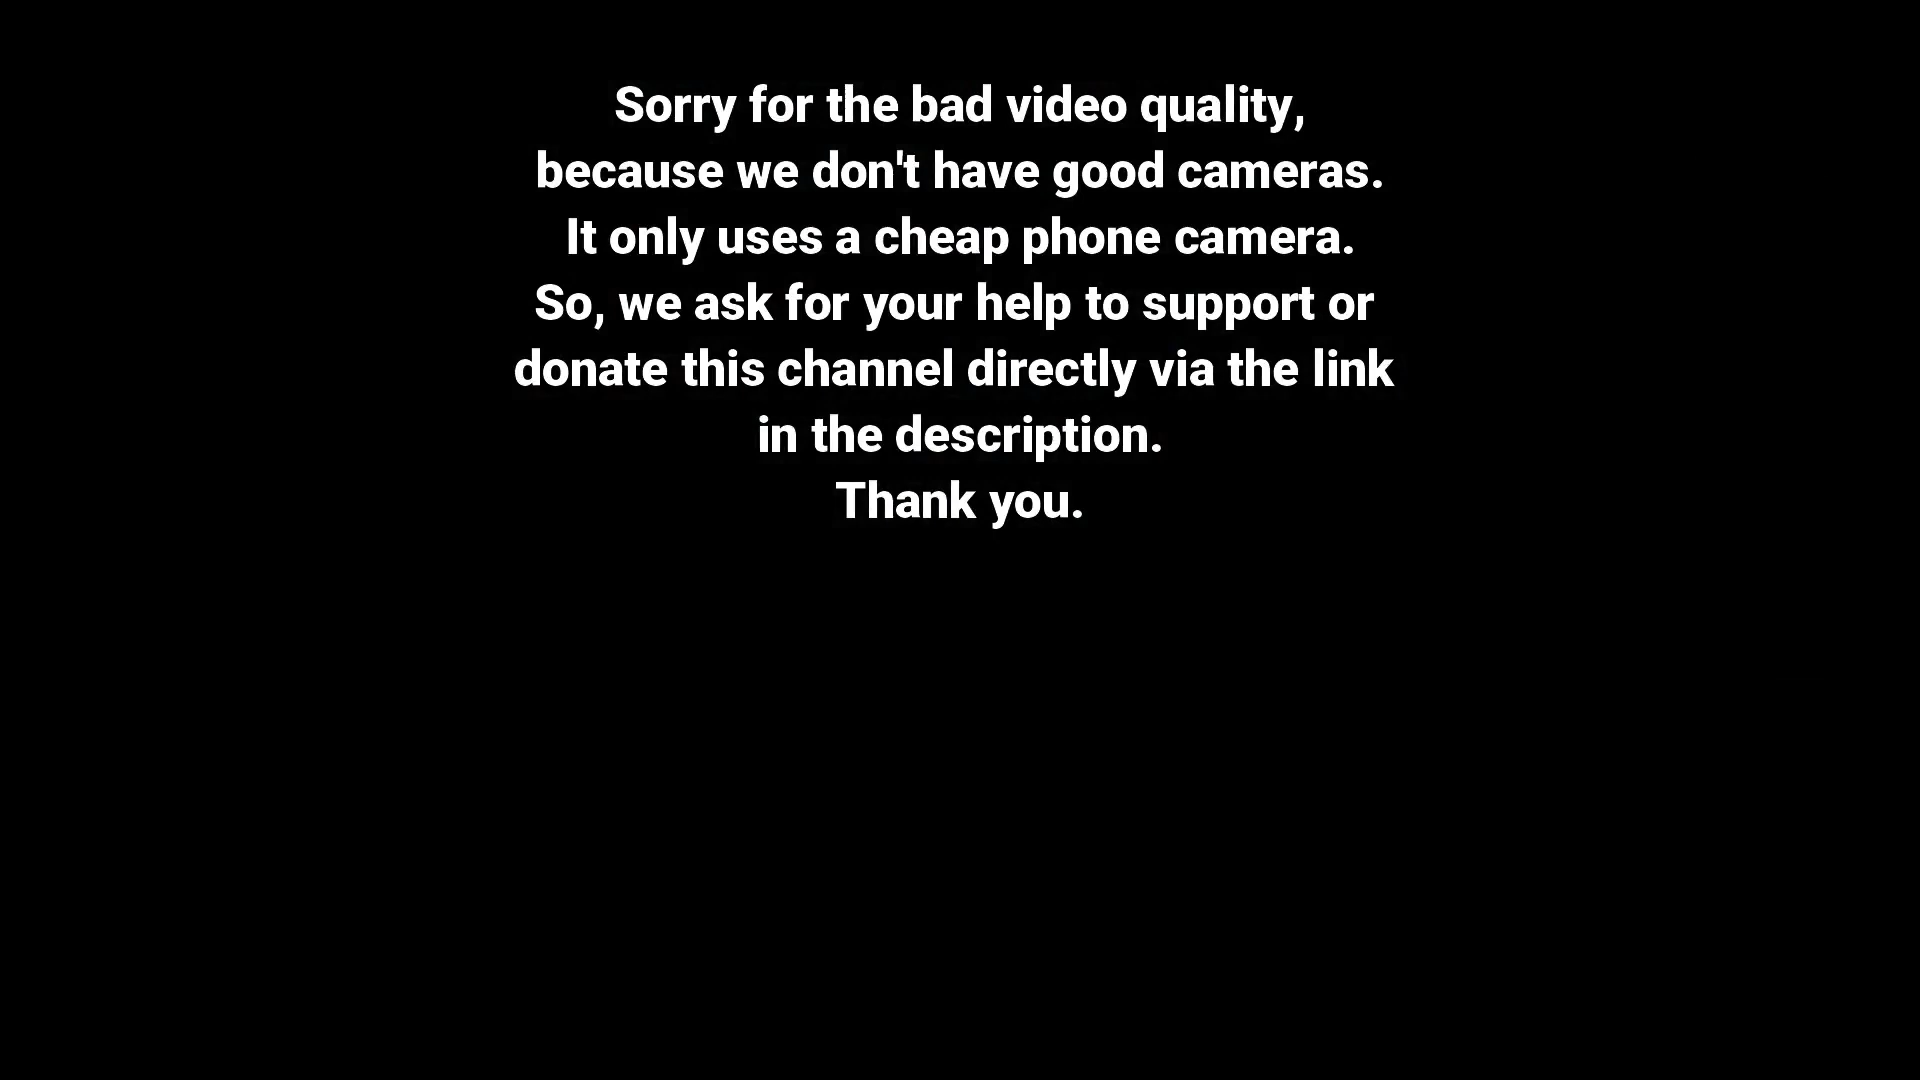 Sorry for the bad video quality,
because we don't have good cameras.
It only uses a cheap phone camera.
So, we ask for your help to support or
donate this channel directly via the link
in the description.
Thank you.